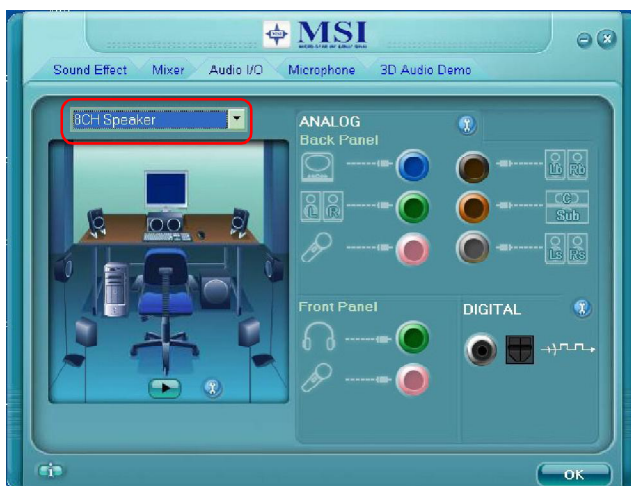 MSI
Sound Effect Mixer Audio I/O Microphone 3D Audio Demo
8CH Speaker
ANALOG
Back Panel
Lb Rb
L R
C
Sub
Ls Rs
Front Panel
DIGITAL
i
OK